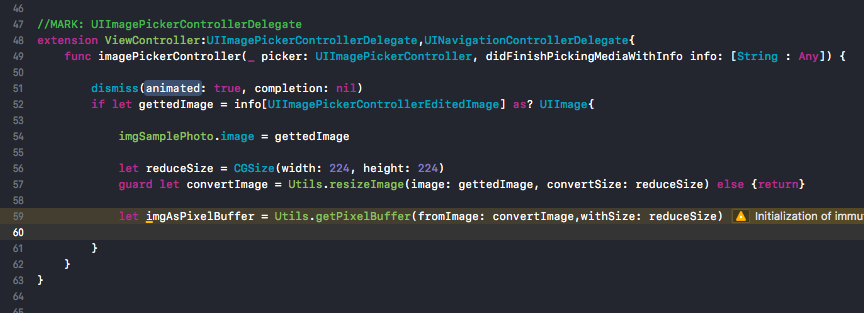 46
47 //MARK: UIImagePickerControllerDelegate
48 extension ViewController:UIImagePickerControllerDelegate,UINavigationControllerDelegate{
49 func imagePickerController(_ picker: UIImagePickerController, didFinishPickingMediaWithInfo info: [String : Any]) {
50
51 dismiss(animated: true, completion: nil)
52 if let gettedImage = info[UIImagePickerControllerEditedImage] as? UIImage{
53
54 imgSamplePhoto.image = gettedImage
55
56 let reduceSize = CGSize(width: 224, height: 224)
57 guard let convertImage = Utils.resizeImage(image: gettedImage, convertSize: reduceSize) else {return}
58
59 let imgAsPixelBuffer = Utils.getPixelBuffer(fromImage: convertImage,withSize: reduceSize) Initialization of immu
60
61 }
62 }
63 }
64